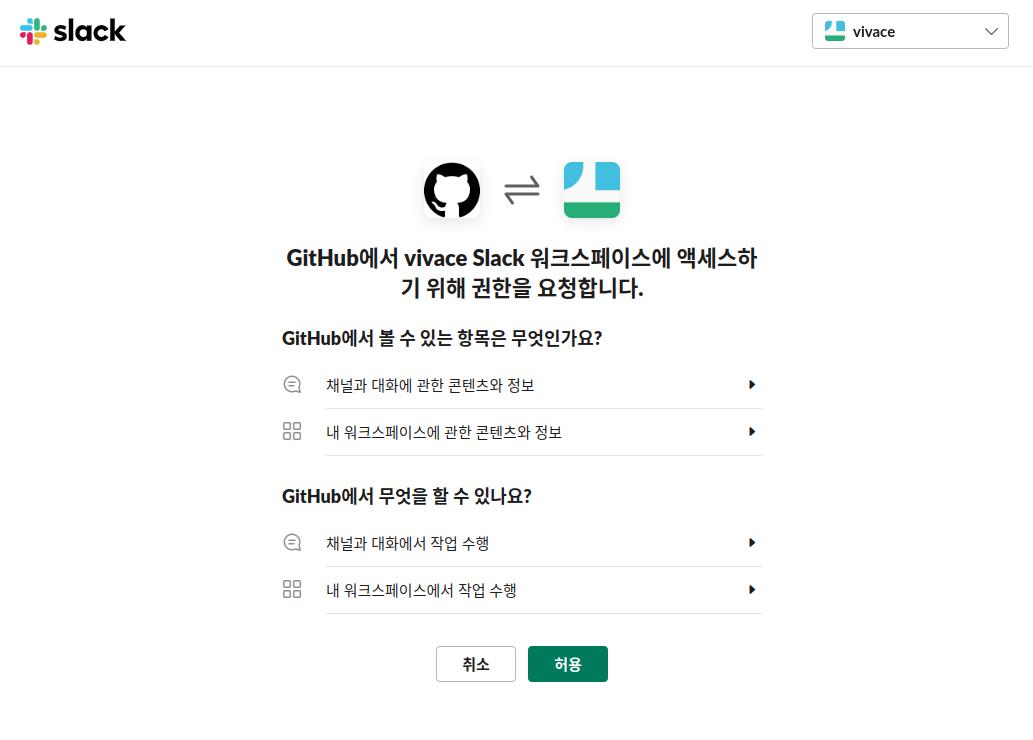 slack
vivace
GitHub에서 vivace Slack 워크스페이스에 액세스하
기 위해 권한을 요청합니다.
GitHub에서 볼 수 있는 항목은 무엇인가요?
채널과 대화에 관한 콘텐츠와 정보
내 워크스페이스에 관한 콘텐츠와 정보
GitHub에서 무엇을 할 수 있나요?
채널과 대화에서 작업 수행
내 워크스페이스에서 작업 수행
취소
허용